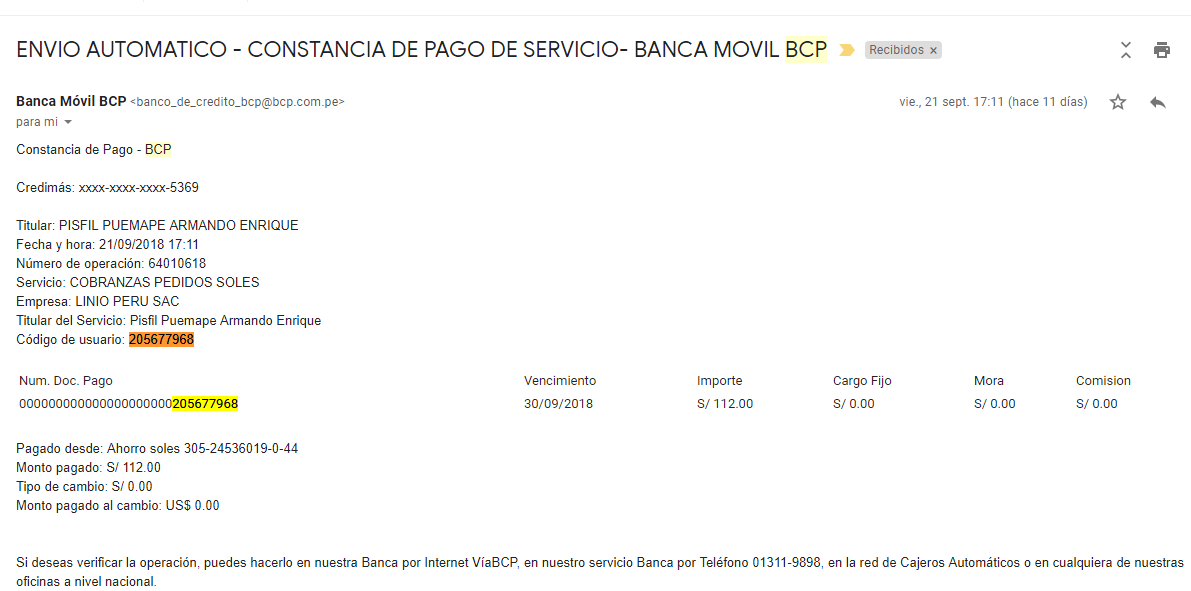 ENVIO AUTOMATICO - CONSTANCIA DE PAGO DE SERVICIO- BANCA MOVIL BCP Recibidos x
Banca Móvil BCP <banco_de_credito_bcp@bcp.com.pe> vie., 21 sept. 17:11 (hace 11 días)
para mi
Constancia de Pago - BCP
Credimás: xxxx-xxxx-xxxx-5369
Titular: PISFIL PUEMAPE ARMANDO ENRIQUE
Fecha y hora: 21/09/2018 17:11
Número de operación: 64010618
Servicio: COBRANZAS PEDIDOS SOLES
Empresa: LINIO PERU SAC
Titular del Servicio: Pisfil Puemape Armando Enrique
Código de usuario: 205677968
Num. Doc. Pago Vencimiento Importe Cargo Fijo Mora Comision
000000000000000000000205677968 30/09/2018 S/ 112.00 S/ 0.00 S/ 0.00 S/ 0.00
Pagado desde: Ahorro soles 305-24536019-0-44
Monto pagado: S/ 112.00
Tipo de cambio: S/ 0.00
Monto pagado al cambio: US$ 0.00
Si deseas verificar la operación, puedes hacerlo en nuestra Banca por Internet VíaBCP, en nuestro servicio Banca por Teléfono 01311-9898, en la red de Cajeros Automáticos o en cualquiera de nuestras
oficinas a nivel nacional.